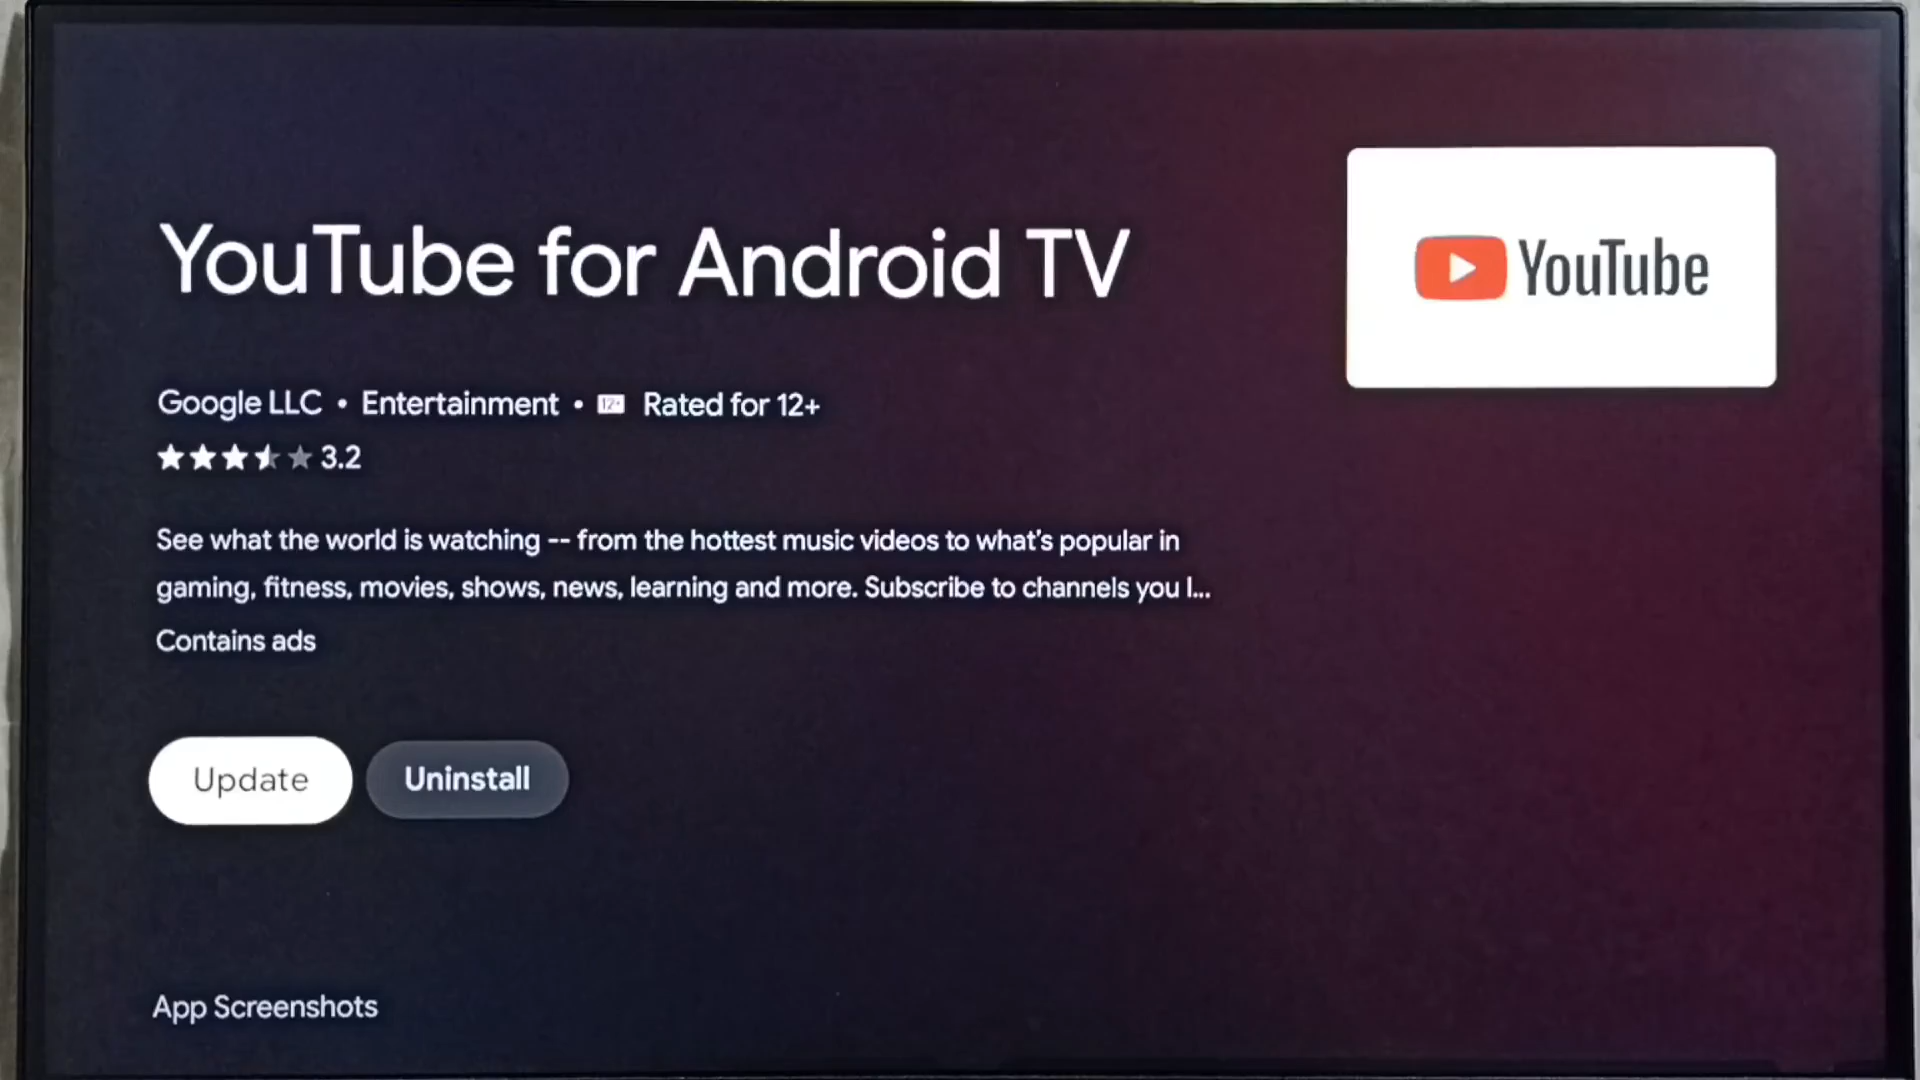 YouTube for Android TV
YouTube
Google LLC • Entertainment • 12+ Rated for 12+
3.2
See what the world is watching -- from the hottest music videos to what's popular in
gaming, fitness, movies, shows, news, learning and more. Subscribe to channels you l...
Contains ads
Update
Uninstall
App Screenshots